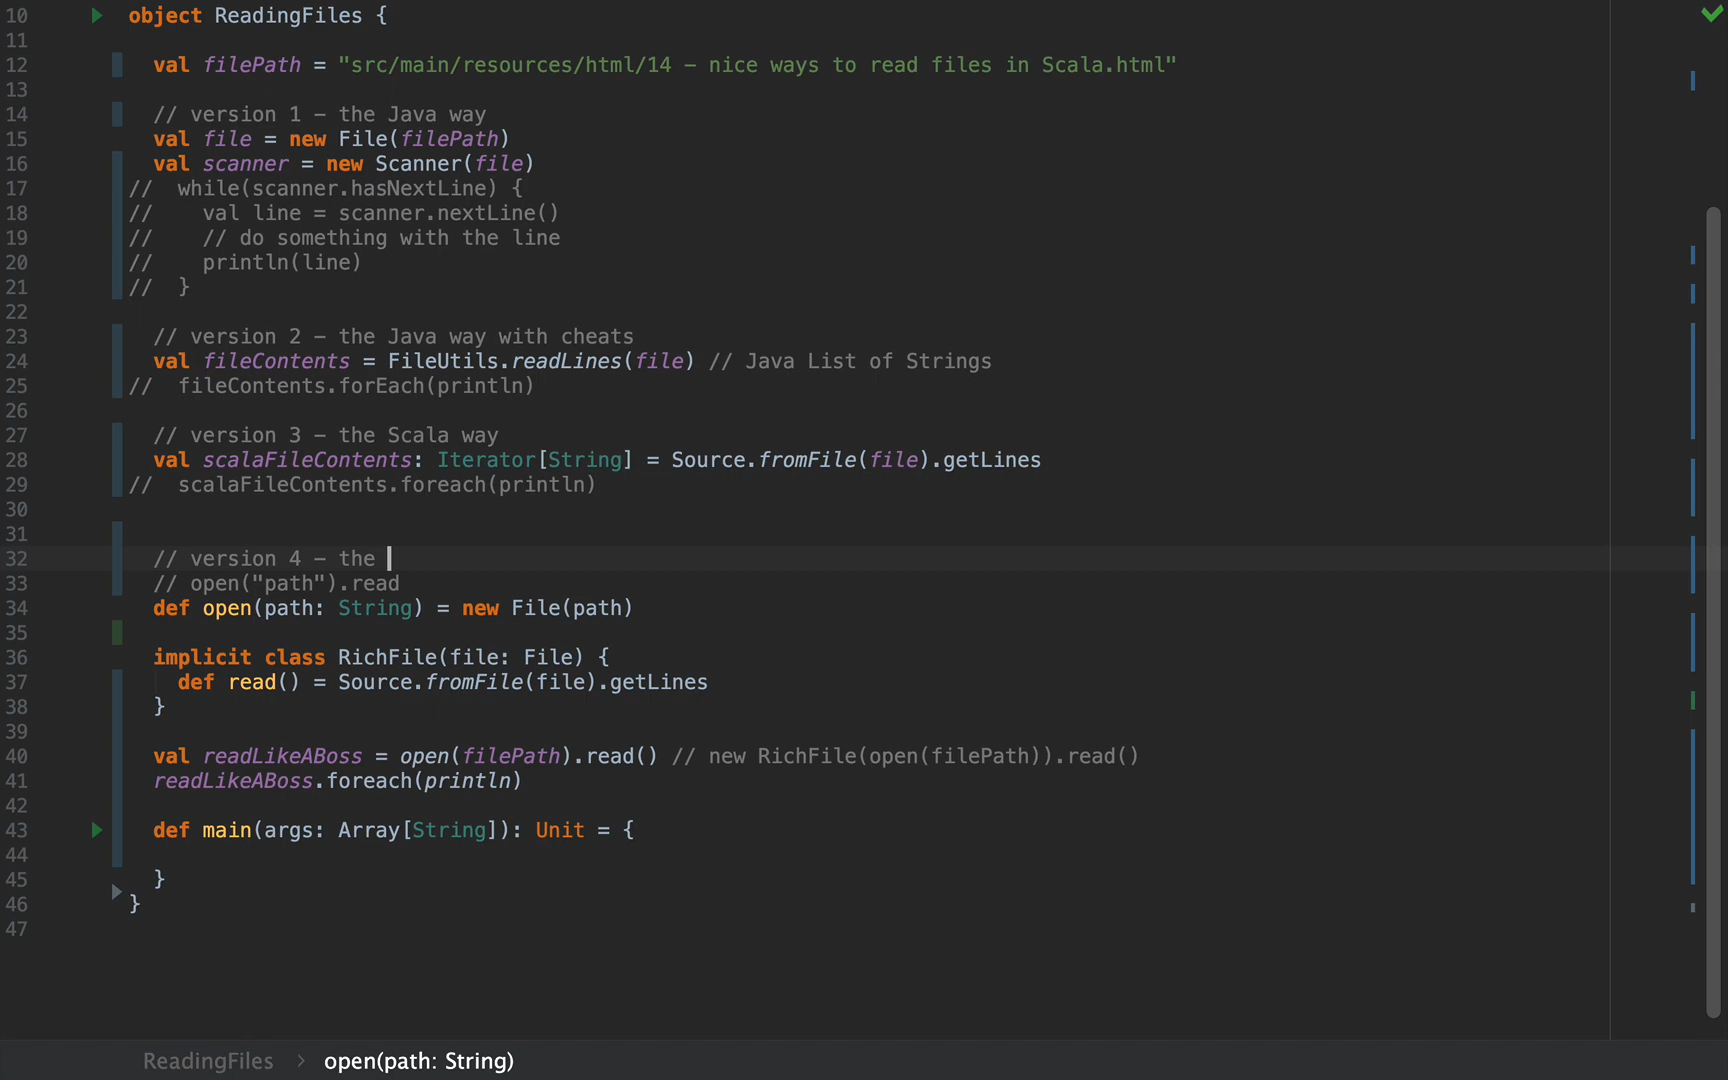 10 object ReadingFiles {
11
12 val filePath = "src/main/resources/html/14 - nice ways to read files in Scala.html"
13
14 // version 1 - the Java way
15 val file = new File(filePath)
16 val scanner = new Scanner(file)
17 // while(scanner.hasNextLine) {
18 // val line = scanner.nextLine()
19 // // do something with the line
20 // println(line)
21 // }
22
23 // version 2 - the Java way with cheats
24 val fileContents = FileUtils.readLines(file) // Java List of Strings
25 // fileContents.forEach(println)
26
27 // version 3 - the Scala way
28 val scalaFileContents: Iterator[String] = Source.fromFile(file).getLines
29 // scalaFileContents.foreach(println)
30
31
32 // version 4 - the
33 // open("path").read
34 def open(path: String) = new File(path)
35
36 implicit class RichFile(file: File) {
37 def read() = Source.fromFile(file).getLines
38 }
39
40 val readLikeABoss = open(filePath).read() // new RichFile(open(filePath)).read()
41 readLikeABoss.foreach(println)
42
43 def main(args: Array[String]): Unit = {
44
45 }
46 }
47
ReadingFiles > open(path: String)